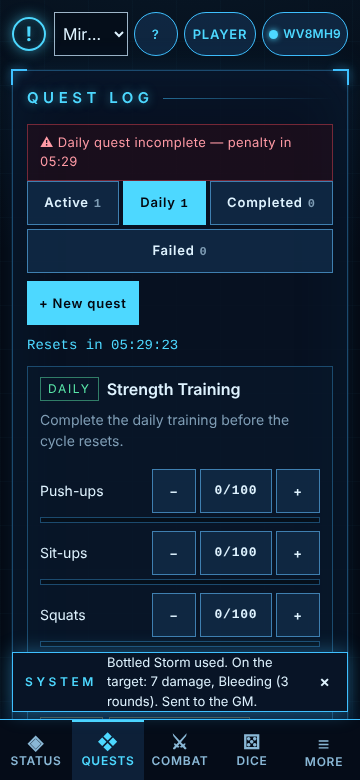 !
Mir...
?
PLAYER
WV8MH9
QUEST LOG
⚠ Daily quest incomplete — penalty in
05:29
Active 1
Daily 1
Completed 0
Failed 0
+ New quest
Resets in 05:29:23
DAILY Strength Training
Complete the daily training before the
cycle resets.
Push-ups – 0/100 +
Sit-ups – 0/100 +
Squats – 0/100 +
SYSTEM
Bottled Storm used. On the
target: 7 damage, Bleeding (3
rounds). Sent to the GM.
×
STATUS
QUESTS
COMBAT
DICE
MORE